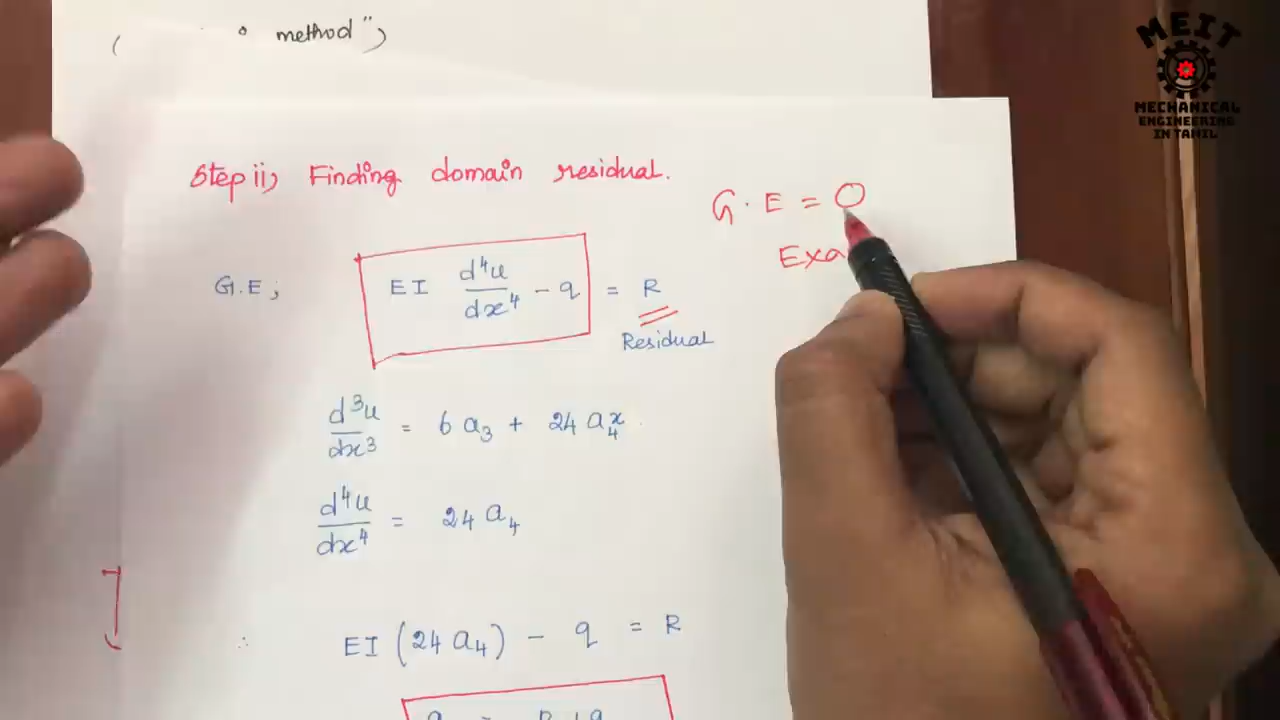 method")
MEIT
MECHANICAL
ENGINEERING
IN TAMIL
Step ii, Finding domain residual.
G.E = O
Exa
G.E; EI d⁴u/dx⁴ - q = R
Residual
d³u/dx³ = 6 a₃ + 24 a₄x
d⁴u/dx⁴ = 24 a₄
∴ EI (24 a₄) - q = R